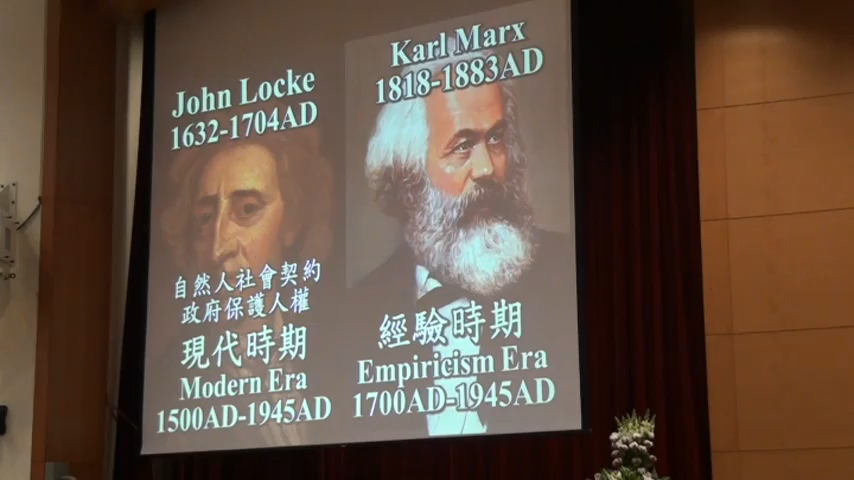 John Locke
1632-1704AD
自然人社會契約
政府保護人權
現代時期
Modern Era
1500AD-1945AD
Karl Marx
1818-1883AD
經驗時期
Empiricism Era
1700AD-1945AD